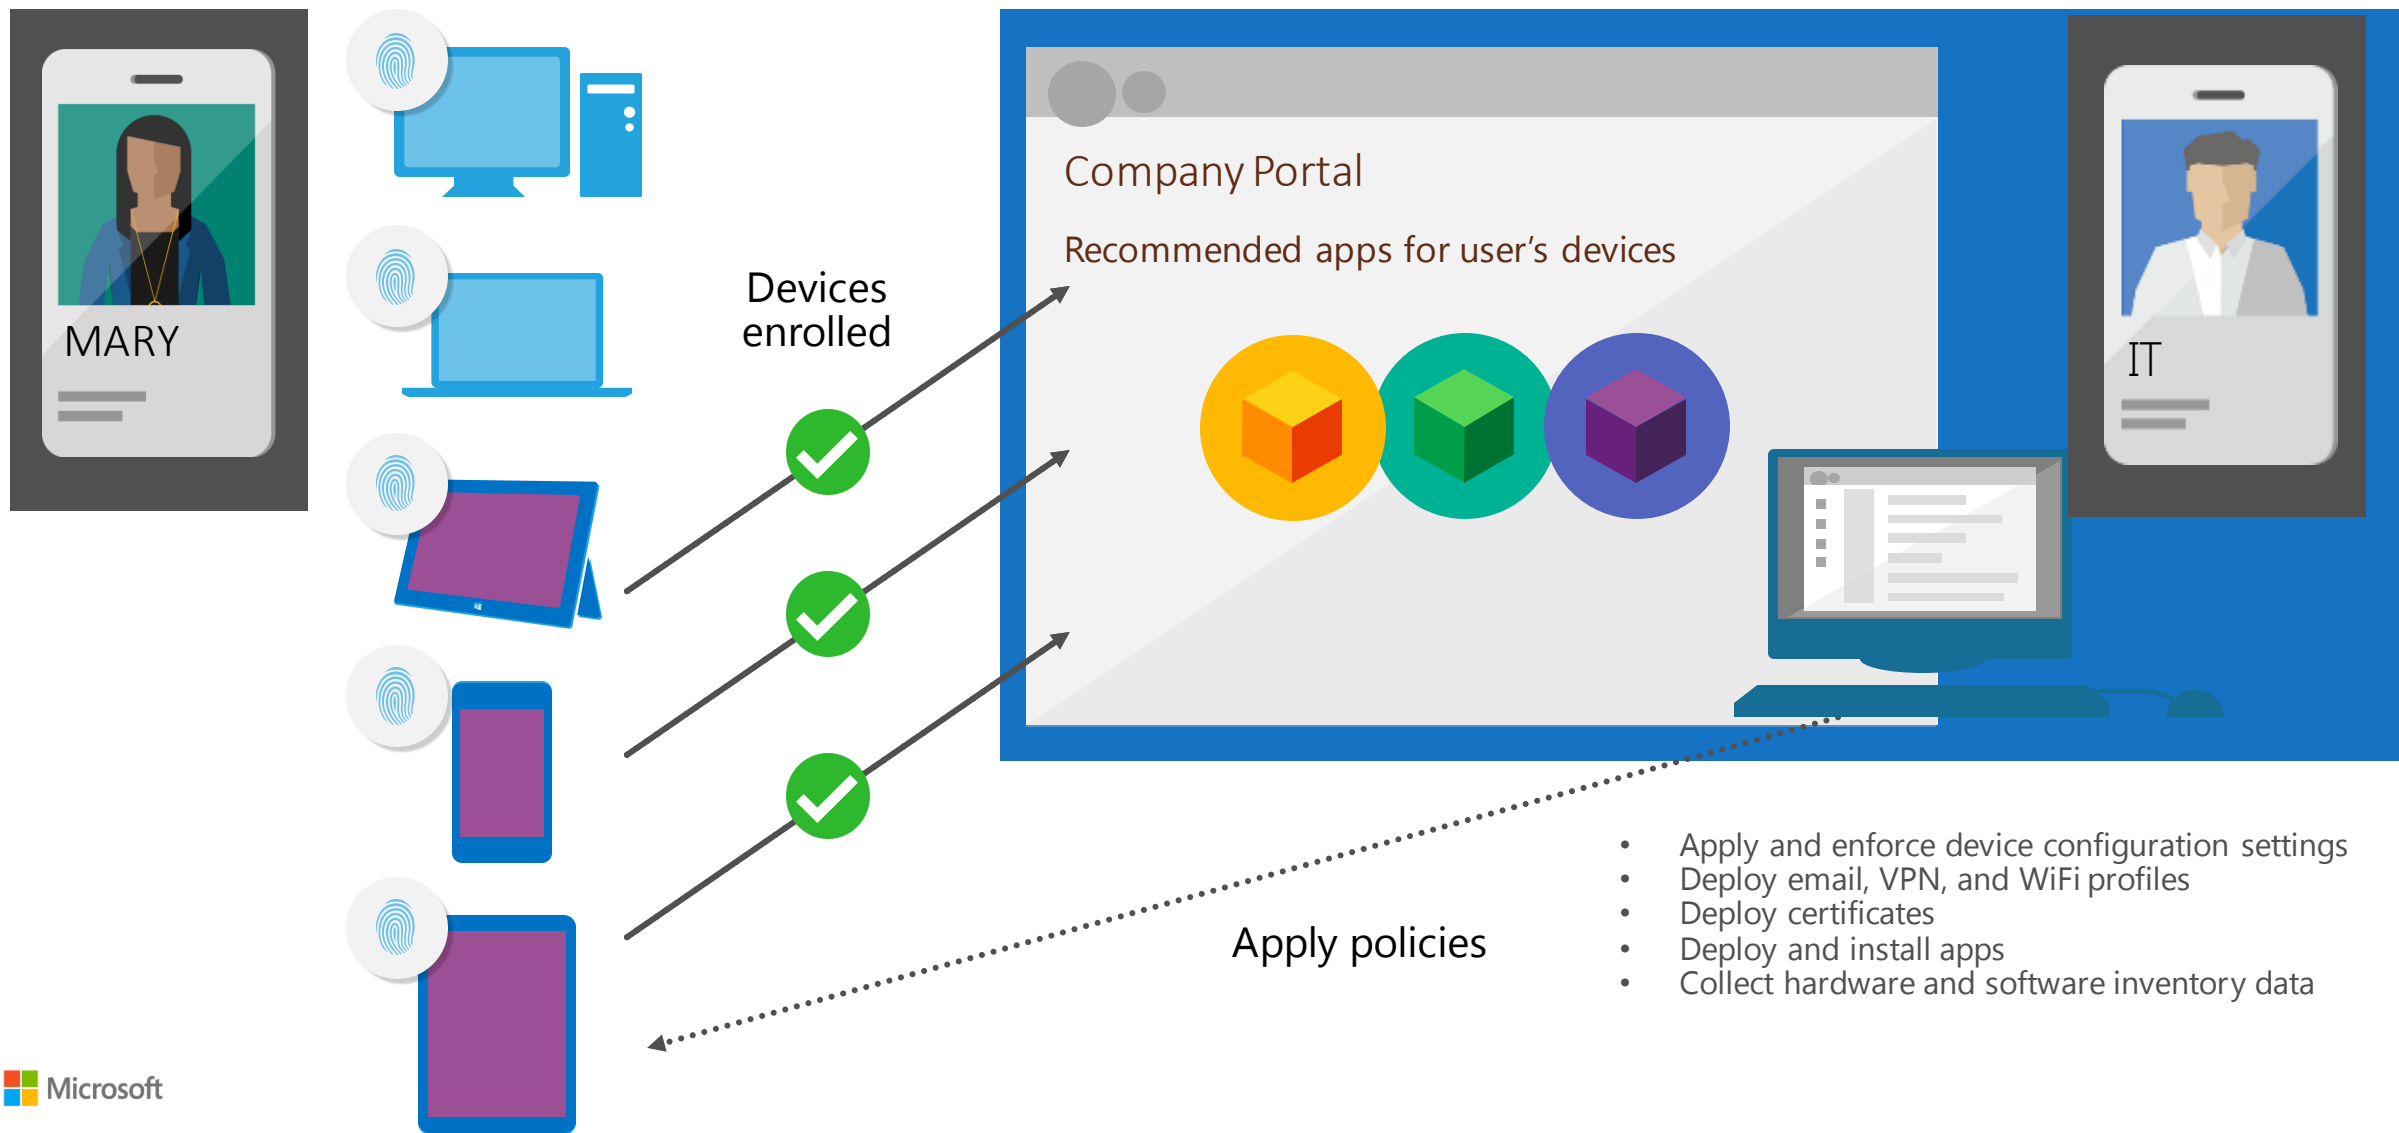 MARY
Devices
enrolled
Company Portal
Recommended apps for user’s devices
IT
Apply policies
• Apply and enforce device configuration settings
• Deploy email, VPN, and WiFi profiles
• Deploy certificates
• Deploy and install apps
• Collect hardware and software inventory data
Microsoft